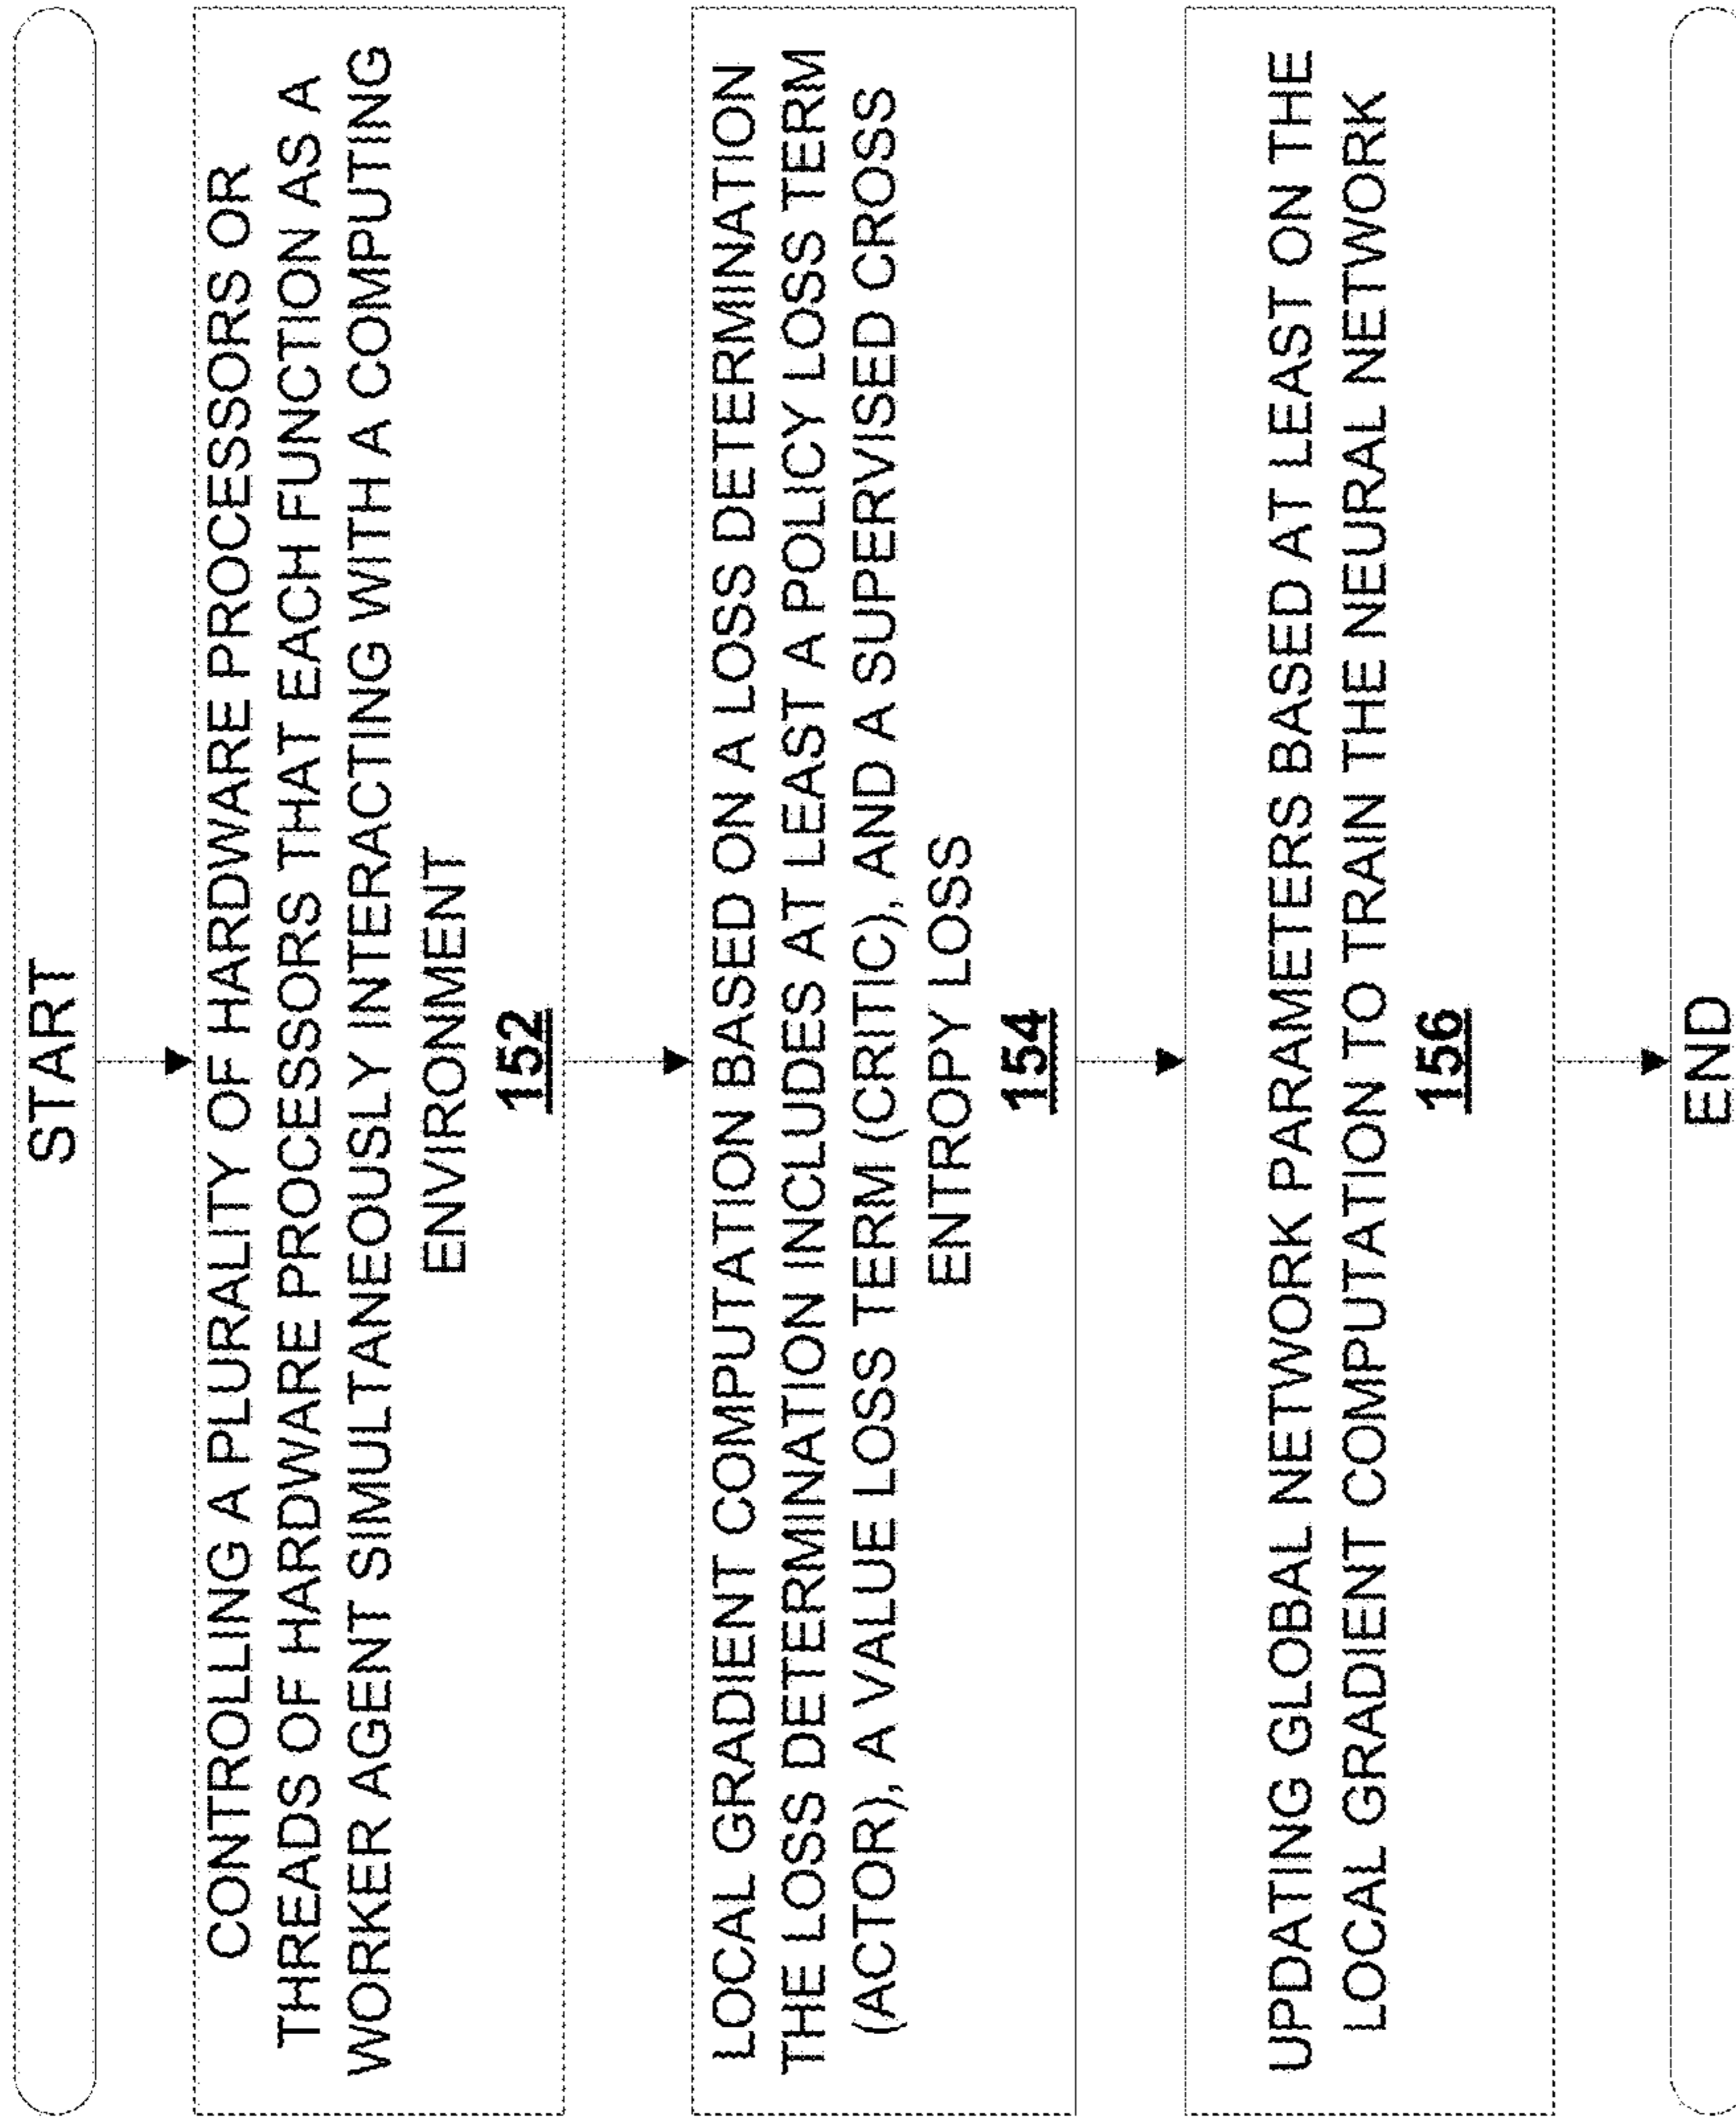 START
CONTROLLING A PLURALITY OF HARDWARE PROCESSORS OR
THREADS OF HARDWARE PROCESSORS THAT EACH FUNCTION AS A
WORKER AGENT SIMULTANEOUSLY INTERACTING WITH A COMPUTING
ENVIRONMENT
152
LOCAL GRADIENT COMPUTATION BASED ON A LOSS DETERMINATION
THE LOSS DETERMINATION INCLUDES AT LEAST A POLICY LOSS TERM
(ACTOR), A VALUE LOSS TERM (CRITIC), AND A SUPERVISED CROSS
ENTROPY LOSS
154
UPDATING GLOBAL NETWORK PARAMETERS BASED AT LEAST ON THE
LOCAL GRADIENT COMPUTATION TO TRAIN THE NEURAL NETWORK
156
END